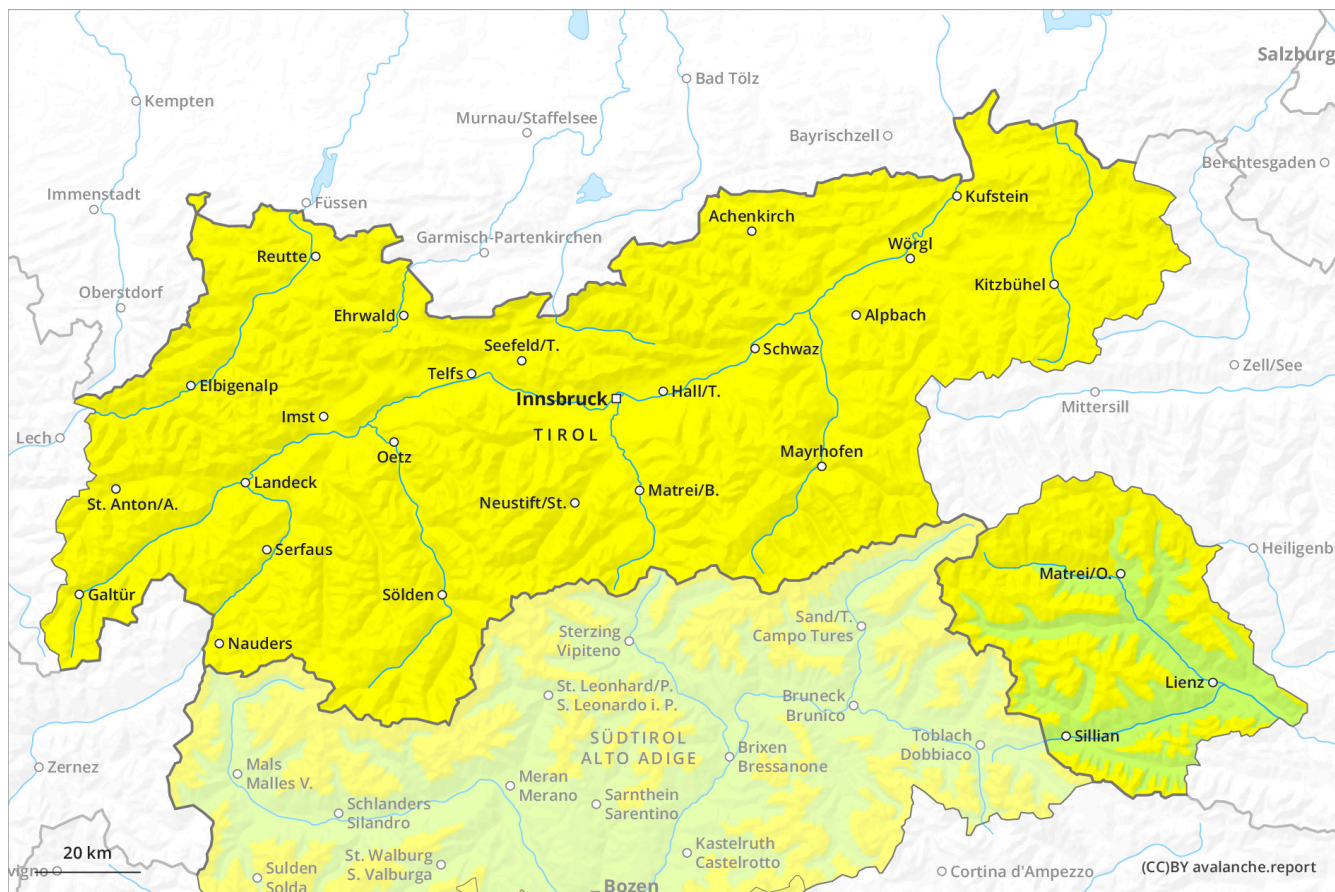 Salzburg
Bad Tölz
Kempten
Murnau/Staffelsee
Bayrischzell
Berchtesgaden
Immenstadt
Füssen
Kufstein
Achenkirch
Garmisch-Partenkirchen
Wörgl
Reutte
Kitzbühel
Oberstdorf
Ehrwald
Alpbach
Seefeld/T.
Schwaz
Zell/See
Telfs
Elbigenalp
Hall/T.
Innsbruck
Mittersill
Imst
TIROL
Lech
Oetz
Mayrhofen
Landeck
Matrei/B.
St. Anton/A.
Neustift/St.
Serfaus
Heiligenb
Matrei/O.
Galtür
Sölden
Sand/T.
Campo Tures
Sterzing
Vipiteno
Nauders
Lienz
St. Leonhard/P.
S. Leonardo i. P.
Bruneck
Brunico
SÜDTIROL
ALTO ADIGE
Sillian
Toblach
Dobbiaco
Brixen
Bressanone
Zernez
Mals
Malles V.
Meran
Merano
Sarnthein
Sarentino
Schlanders
Silandro
Kastelruth
Castelrotto
20 km
St. Walburg
S. Valburga
vigno
Sulden
Solda
Cortina d'Ampezzo
(CC)BY avalanche.report
Bozen